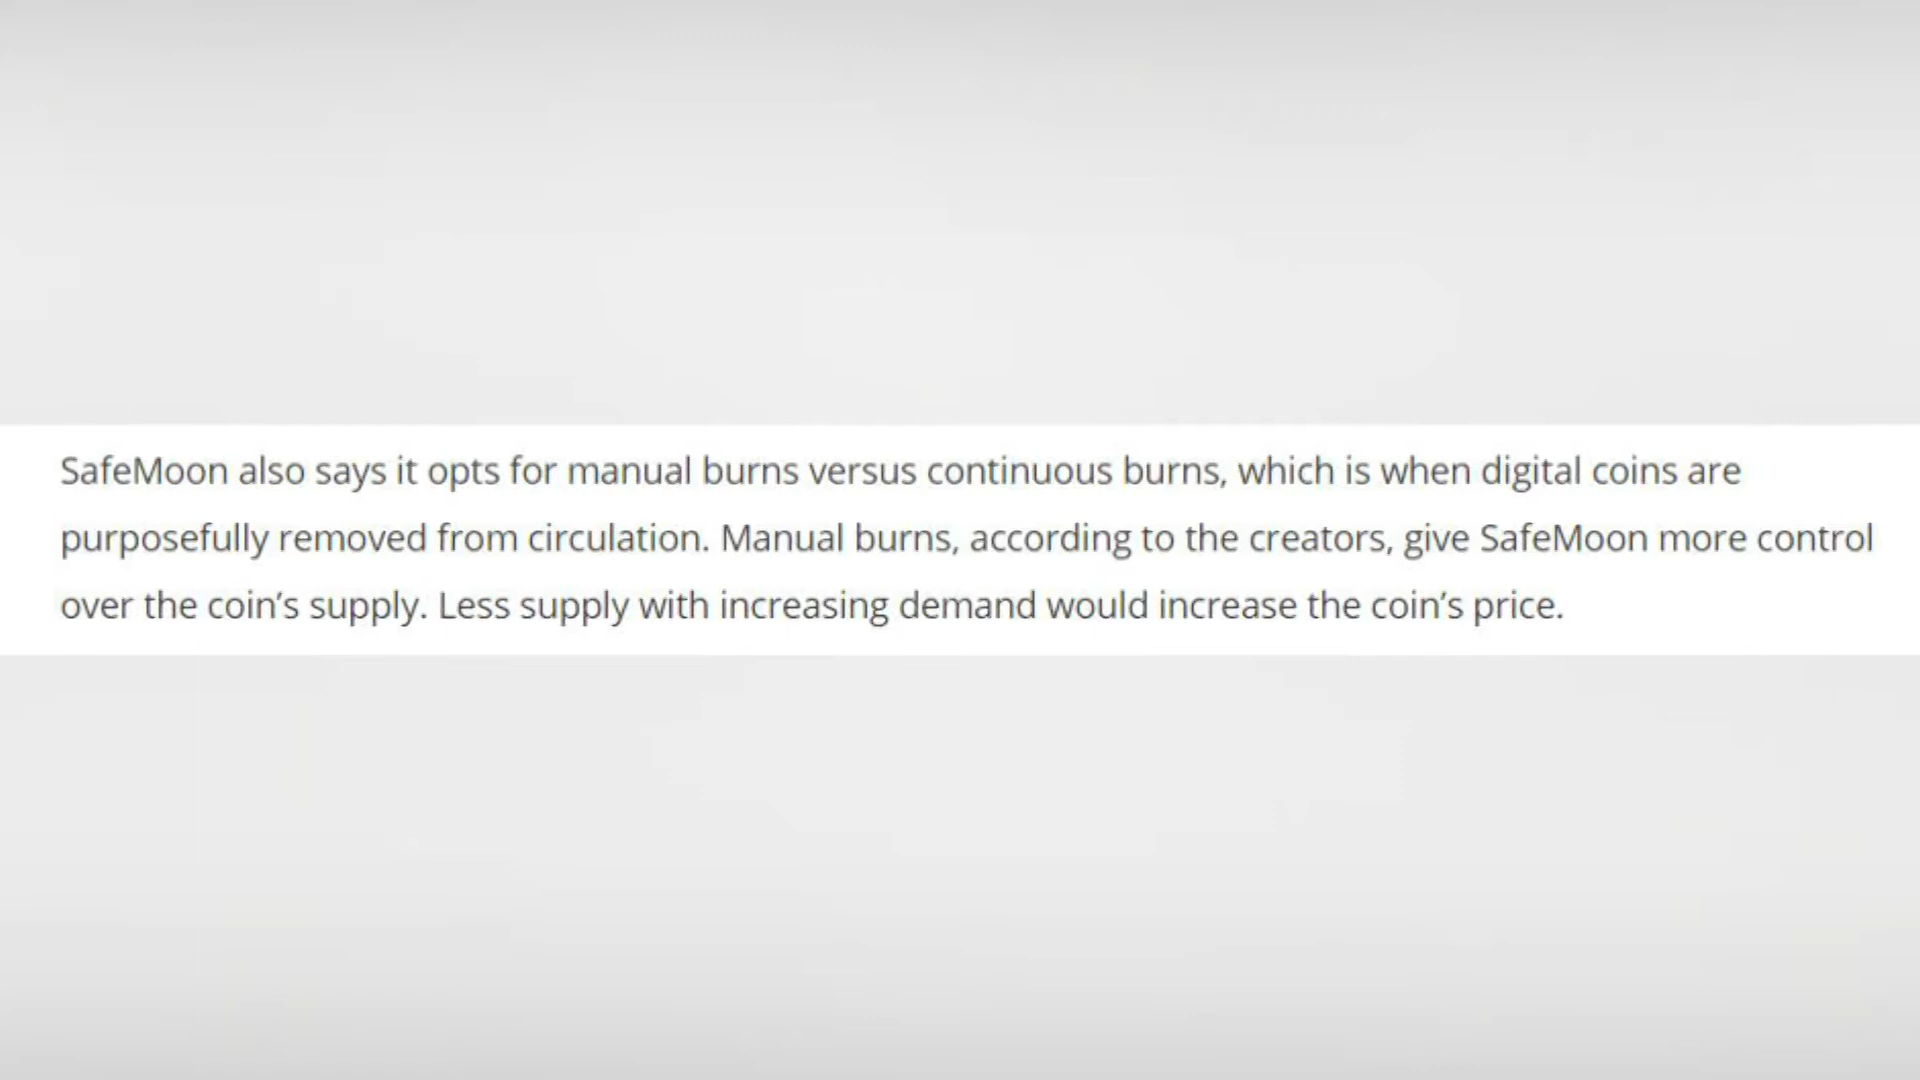 SafeMoon also says it opts for manual burns versus continuous burns, which is when digital coins are
purposefully removed from circulation. Manual burns, according to the creators, give SafeMoon more control
over the coin’s supply. Less supply with increasing demand would increase the coin’s price.